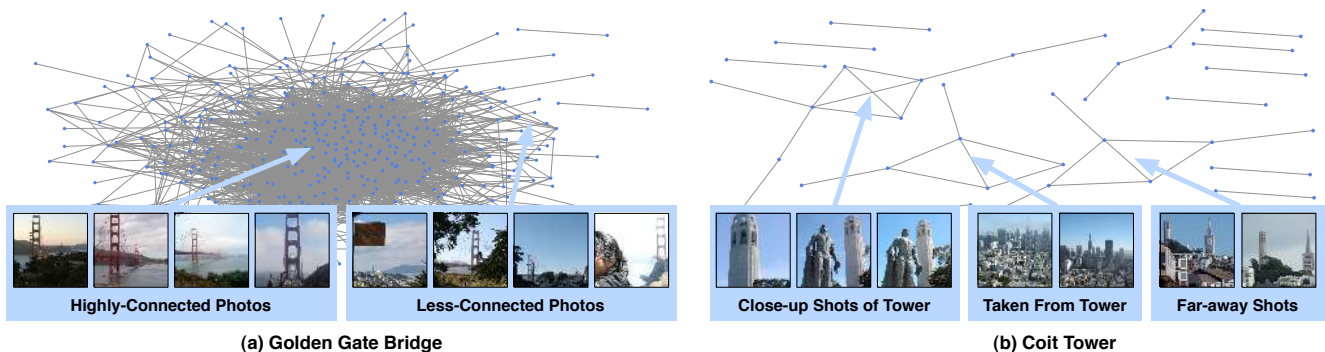 Highly-Connected Photos
Less-Connected Photos
Close-up Shots of Tower
Taken From Tower
Far-away Shots
(a) Golden Gate Bridge
(b) Coit Tower